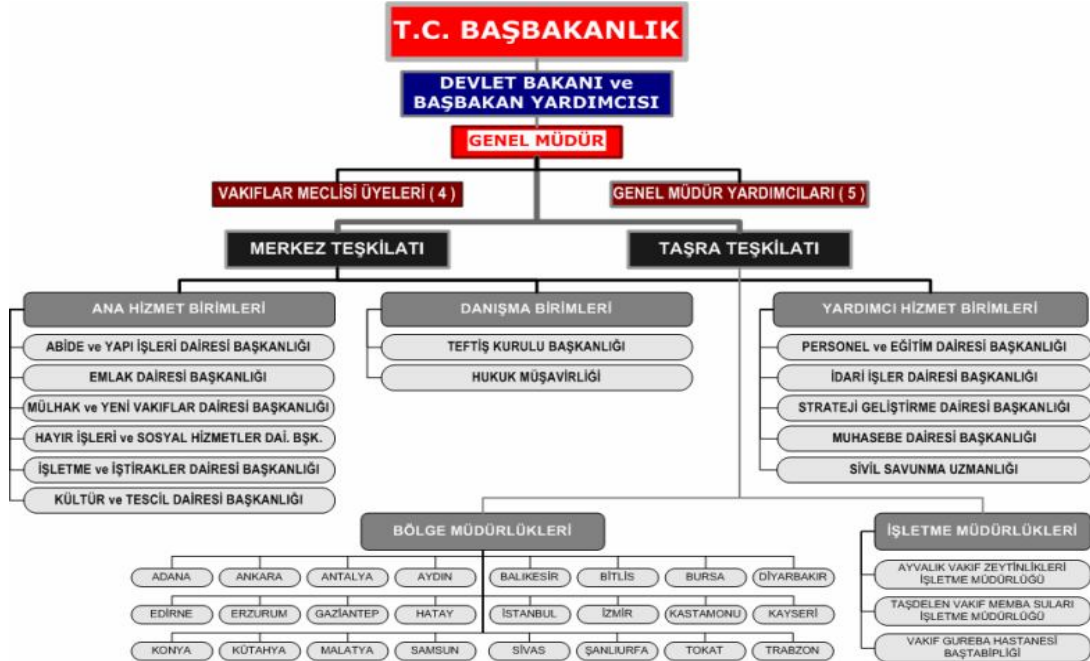 T.C. BAŞBAKANLIK
DEVLET BAKANI ve
BAŞBAKAN YARDIMCISI
GENEL MÜDÜR
VAKIFLAR MECLİSİ ÜYELERİ ( 4 )
GENEL MÜDÜR YARDIMCILARI ( 5 )
MERKEZ TEŞKİLATI
TAŞRA TEŞKİLATI
ANA HİZMET BİRİMLERİ
ABİDE ve YAPI İŞLERİ DAİRESİ BAŞKANLIĞI
EMLAK DAİRESİ BAŞKANLIĞI
MÜLHAK ve YENİ VAKIFLAR DAİRESİ BAŞKANLIĞI
HAYIR İŞLERİ ve SOSYAL HİZMETLER DAİ. BŞK.
İŞLETME ve İŞTİRAKLER DAİRESİ BAŞKANLIĞI
KÜLTÜR ve TESCİL DAİRESİ BAŞKANLIĞI
DANIŞMA BİRİMLERİ
TEFTİŞ KURULU BAŞKANLIĞI
HUKUK MÜŞAVİRLİĞİ
YARDIMCI HİZMET BİRİMLERİ
PERSONEL ve EĞİTİM DAİRESİ BAŞKANLIĞI
İDARİ İŞLER DAİRESİ BAŞKANLIĞI
STRATEJİ GELİŞTİRME DAİRESİ BAŞKANLIĞI
MUHASEBE DAİRESİ BAŞKANLIĞI
SİVİL SAVUNMA UZMANLIĞI
BÖLGE MÜDÜRLÜKLERİ
ADANA
ANKARA
ANTALYA
AYDIN
BALIKESİR
BİTLİS
BURSA
DİYARBAKIR
EDİRNE
ERZURUM
GAZİANTEP
HATAY
İSTANBUL
İZMİR
KASTAMONU
KAYSERİ
KONYA
KÜTAHYA
MALATYA
SAMSUN
SİVAS
ŞANLIURFA
TOKAT
TRABZON
İŞLETME MÜDÜRLÜKLERİ
AYVALIK VAKIF ZEYTİNLİKLERİ
İŞLETME MÜDÜRLÜĞÜ
TAŞDELEN VAKIF MEMBA SULARI
İŞLETME MÜDÜRLÜĞÜ
VAKIF GUREBA HASTANESİ
BAŞTABİPLİĞİ